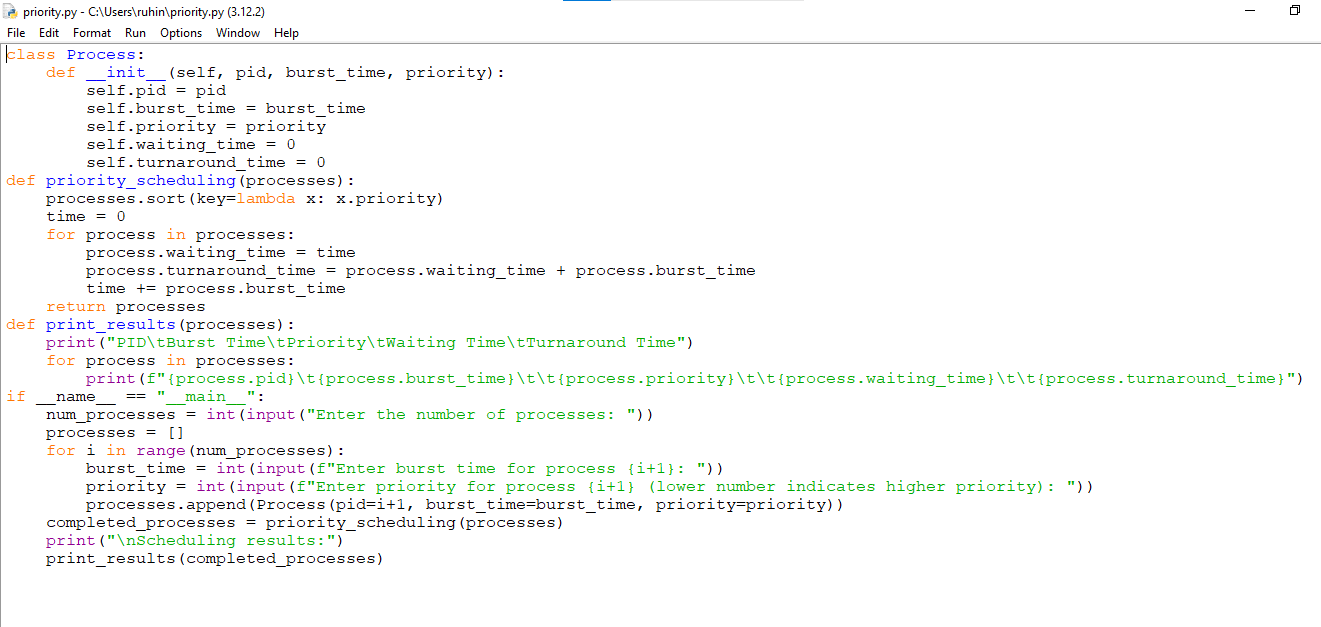 priority.py - C:\Users\ruhin\priority.py (3.12.2)
File Edit Format Run Options Window Help
class Process:
    def __init__(self, pid, burst_time, priority):
        self.pid = pid
        self.burst_time = burst_time
        self.priority = priority
        self.waiting_time = 0
        self.turnaround_time = 0
def priority_scheduling(processes):
    processes.sort(key=lambda x: x.priority)
    time = 0
    for process in processes:
        process.waiting_time = time
        process.turnaround_time = process.waiting_time + process.burst_time
        time += process.burst_time
    return processes
def print_results(processes):
    print("PID\tBurst Time\tPriority\tWaiting Time\tTurnaround Time")
    for process in processes:
        print(f"{process.pid}\t{process.burst_time}\t\t{process.priority}\t\t{process.waiting_time}\t\t{process.turnaround_time}")
if __name__ == "__main__":
    num_processes = int(input("Enter the number of processes: "))
    processes = []
    for i in range(num_processes):
        burst_time = int(input(f"Enter burst time for process {i+1}: "))
        priority = int(input(f"Enter priority for process {i+1} (lower number indicates higher priority): "))
        processes.append(Process(pid=i+1, burst_time=burst_time, priority=priority))
    completed_processes = priority_scheduling(processes)
    print("\nScheduling results:")
    print_results(completed_processes)